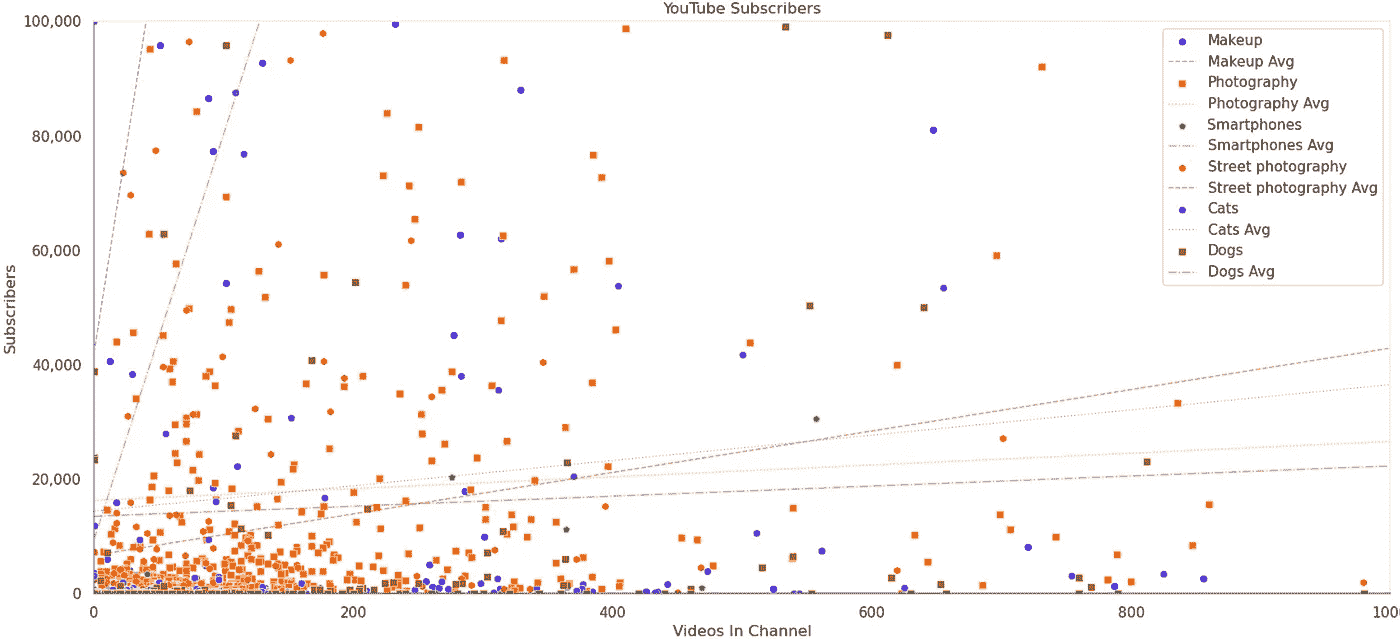 YouTube Subscribers
100,000
80,000
60,000
40,000
20,000
0
Subscribers
Makeup
Makeup Avg
Photography
Photography Avg
Smartphones
Smartphones Avg
Street photography
Street photography Avg
Cats
Cats Avg
Dogs
Dogs Avg
0 200 400 600 800 100
Videos In Channel